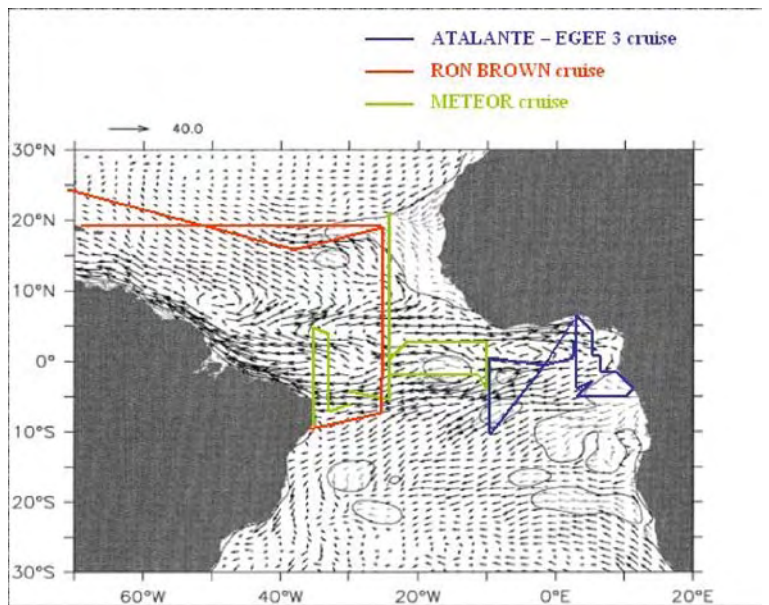 ATALANTE – EGEE 3 cruise
RON BROWN cruise
METEOR cruise
40.0
30°N
20°N
10°N
0°
10°S
20°S
30°S
60°W 40°W 20°W 0°E 20°E